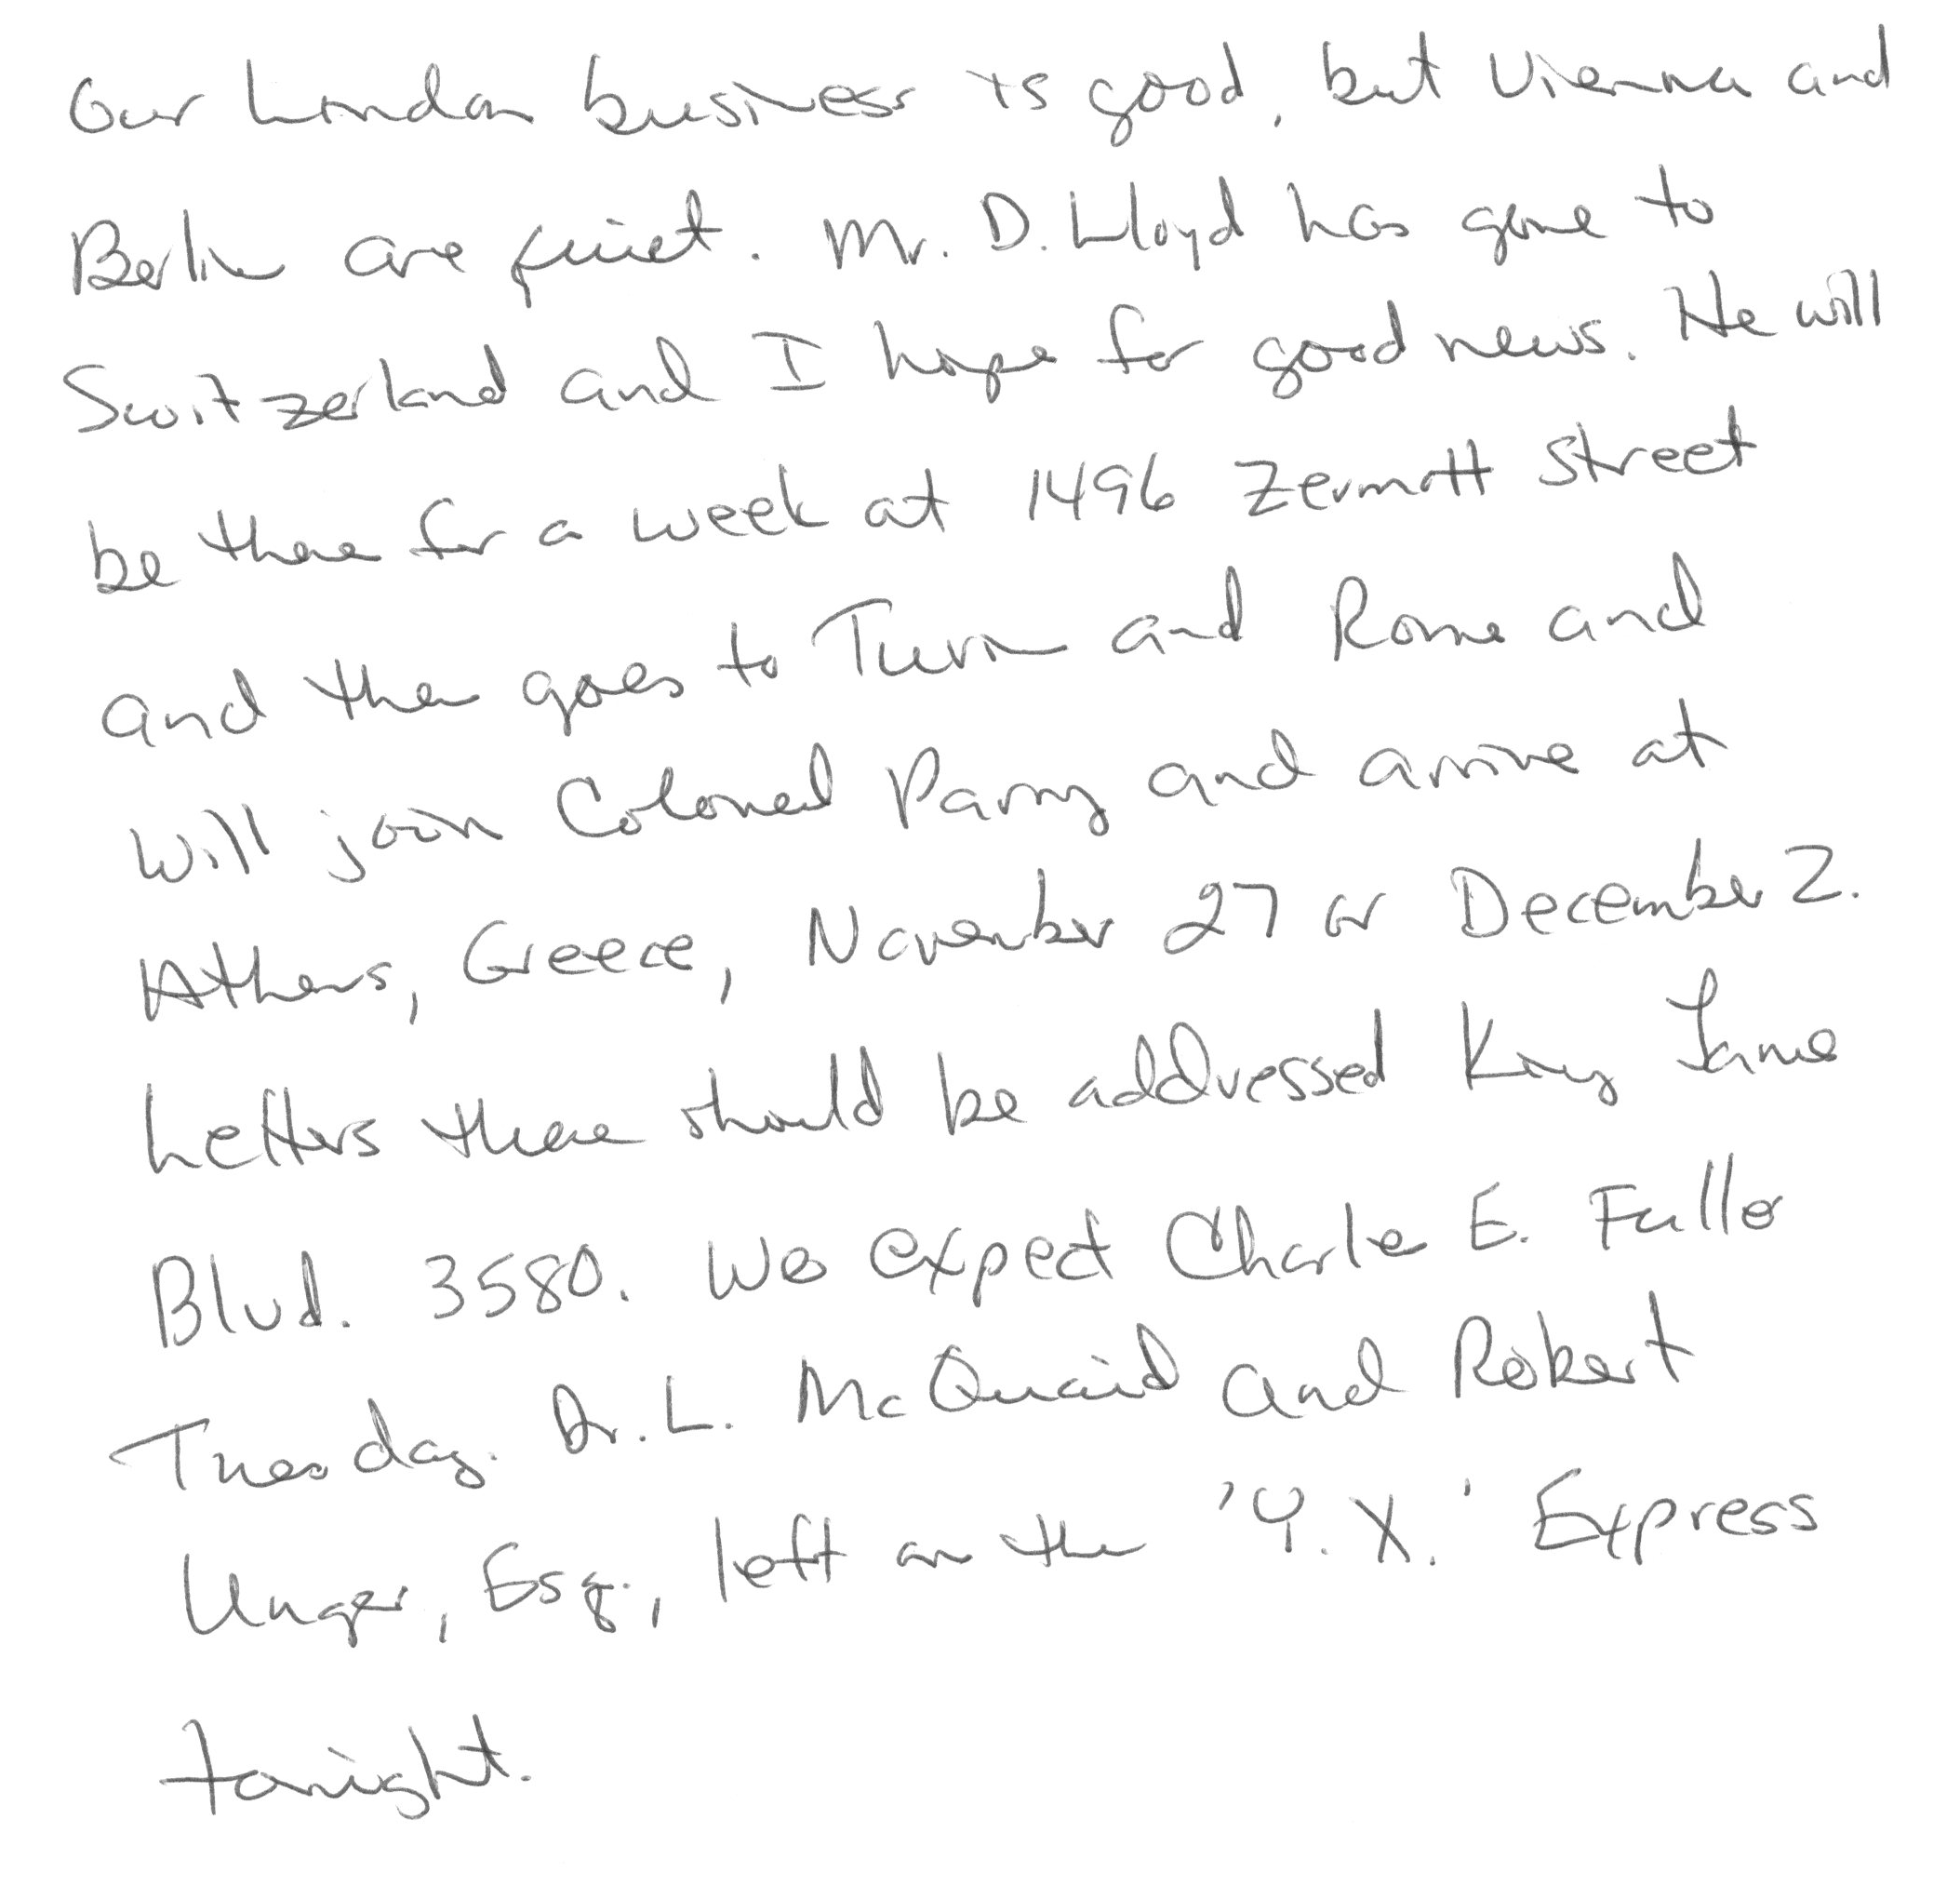 Our London business is good, but Vienna and
Berlin are quiet. Mr. D. Lloyd has gone to
Switzerland and I hope for good news. He will
be there for a week at 1496 Zermott Street
and then goes to Turin and Rome and
will join Colonel Parry and arrive at
Athens, Greece, November 27 or December 2.
Letters there should be addressed King Jame
Blvd. 3580. We expect Charle E. Fuller
Tuesday. Dr. L. McQuaid and Robert
Unger, Esq., left on the 'Y.X.' Express
tonight.